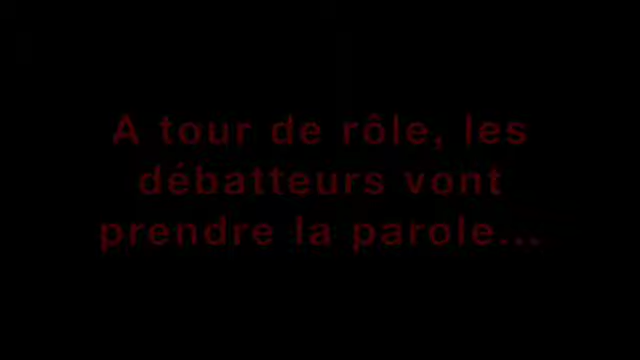 A tour de rôle, les
débatteurs vont
prendre la parole...